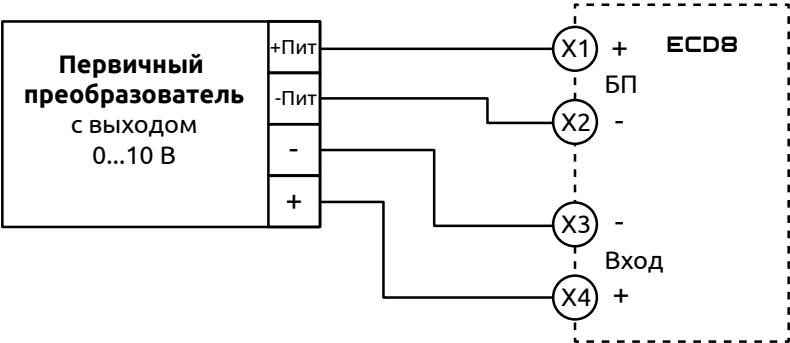 Первичный
преобразователь
с выходом
0...10 В
+Пит
-Пит
-
+
X1
+
ECD8
БП
X2
-
X3
-
Вход
X4
+